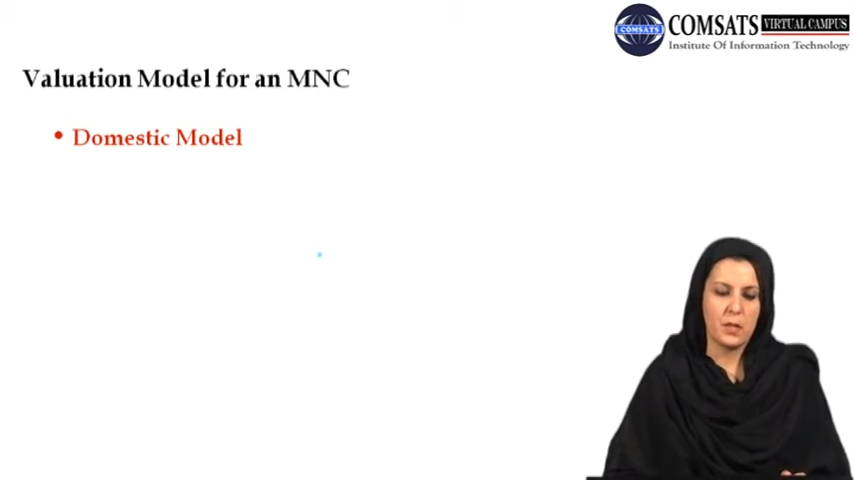 COMSATS
COMSATS VIRTUAL CAMPUS
Institute Of Information Technology
Valuation Model for an MNC
• Domestic Model